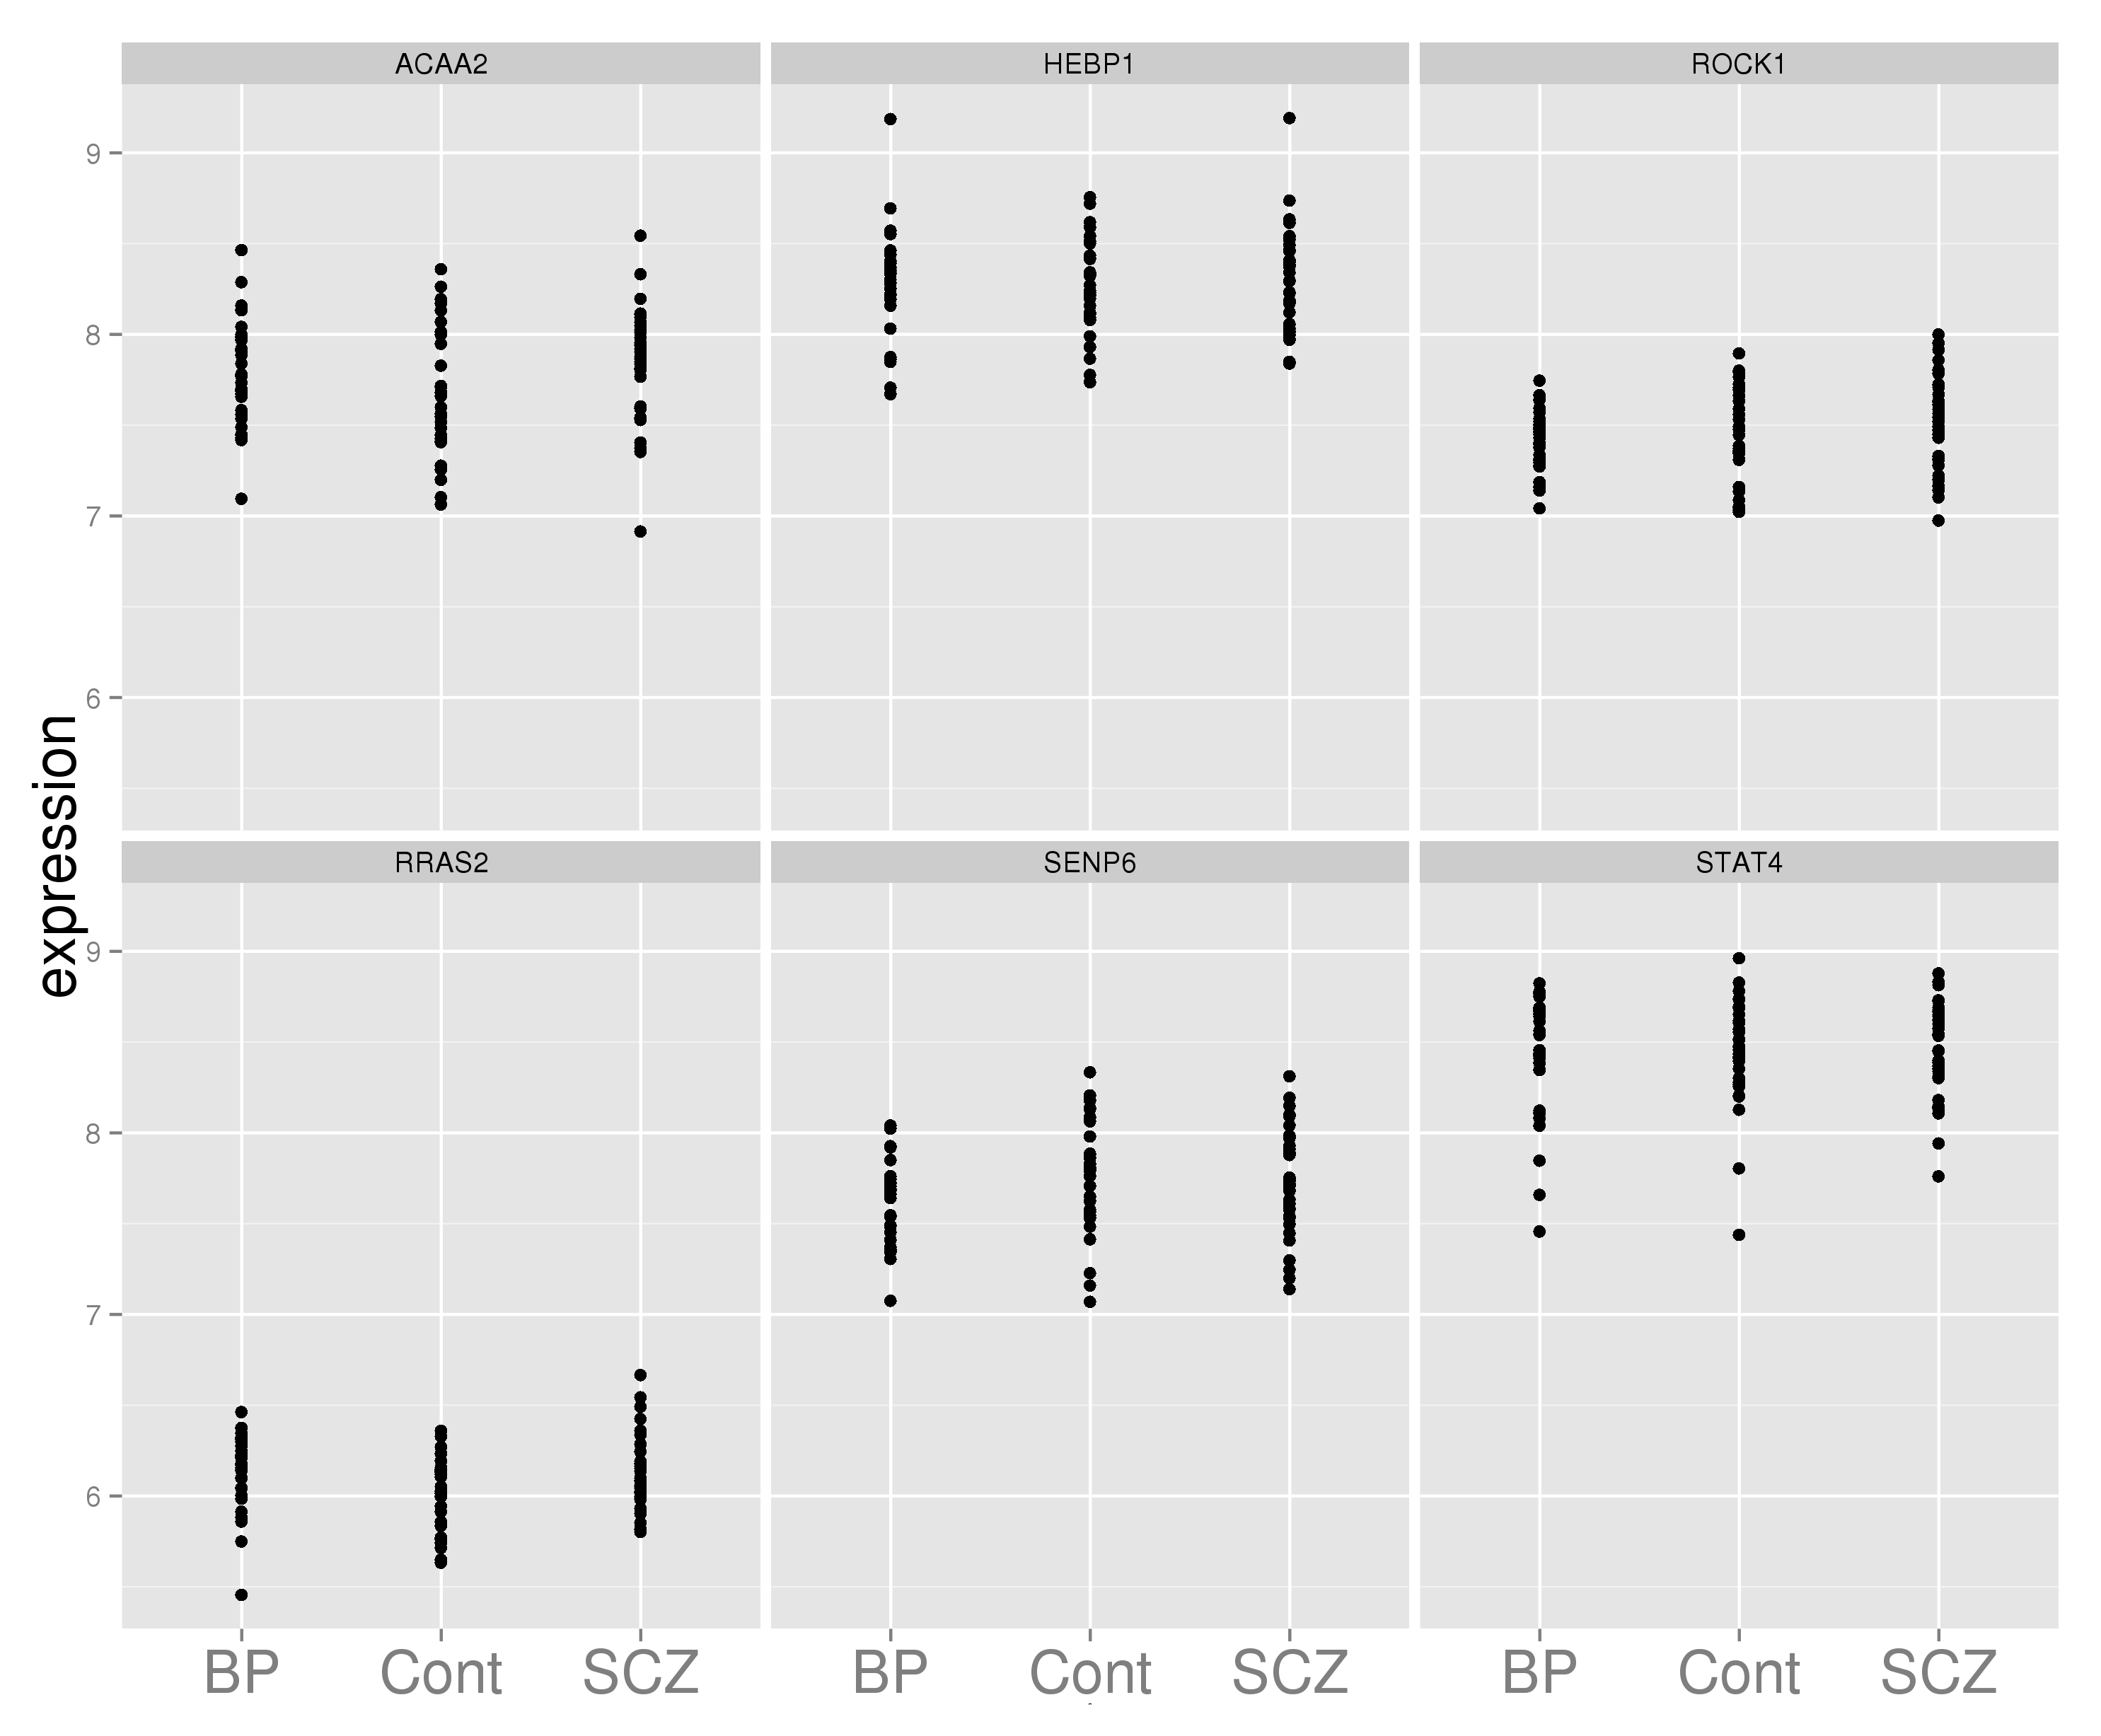 ACAA2 HEBP1 ROCK1
9
8
7
6
expression
RRAS2 SENP6 STAT4
9
8
7
6
BP Cont SCZ BP Cont SCZ BP Cont SCZ